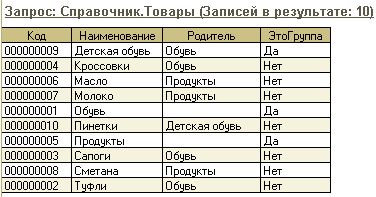 Запрос: Справочник.Товары (Записей в результате: 10)
Код Наименование Родитель ЭтоГруппа
000000009 Детская обувь Обувь Да
000000004 Кроссовки Обувь Нет
000000006 Масло Продукты Нет
000000007 Молоко Продукты Нет
000000001 Обувь Да
000000010 Пинетки Детская обувь Нет
000000005 Продукты Да
000000003 Сапоги Обувь Нет
000000008 Сметана Продукты Нет
000000002 Туфли Обувь Нет